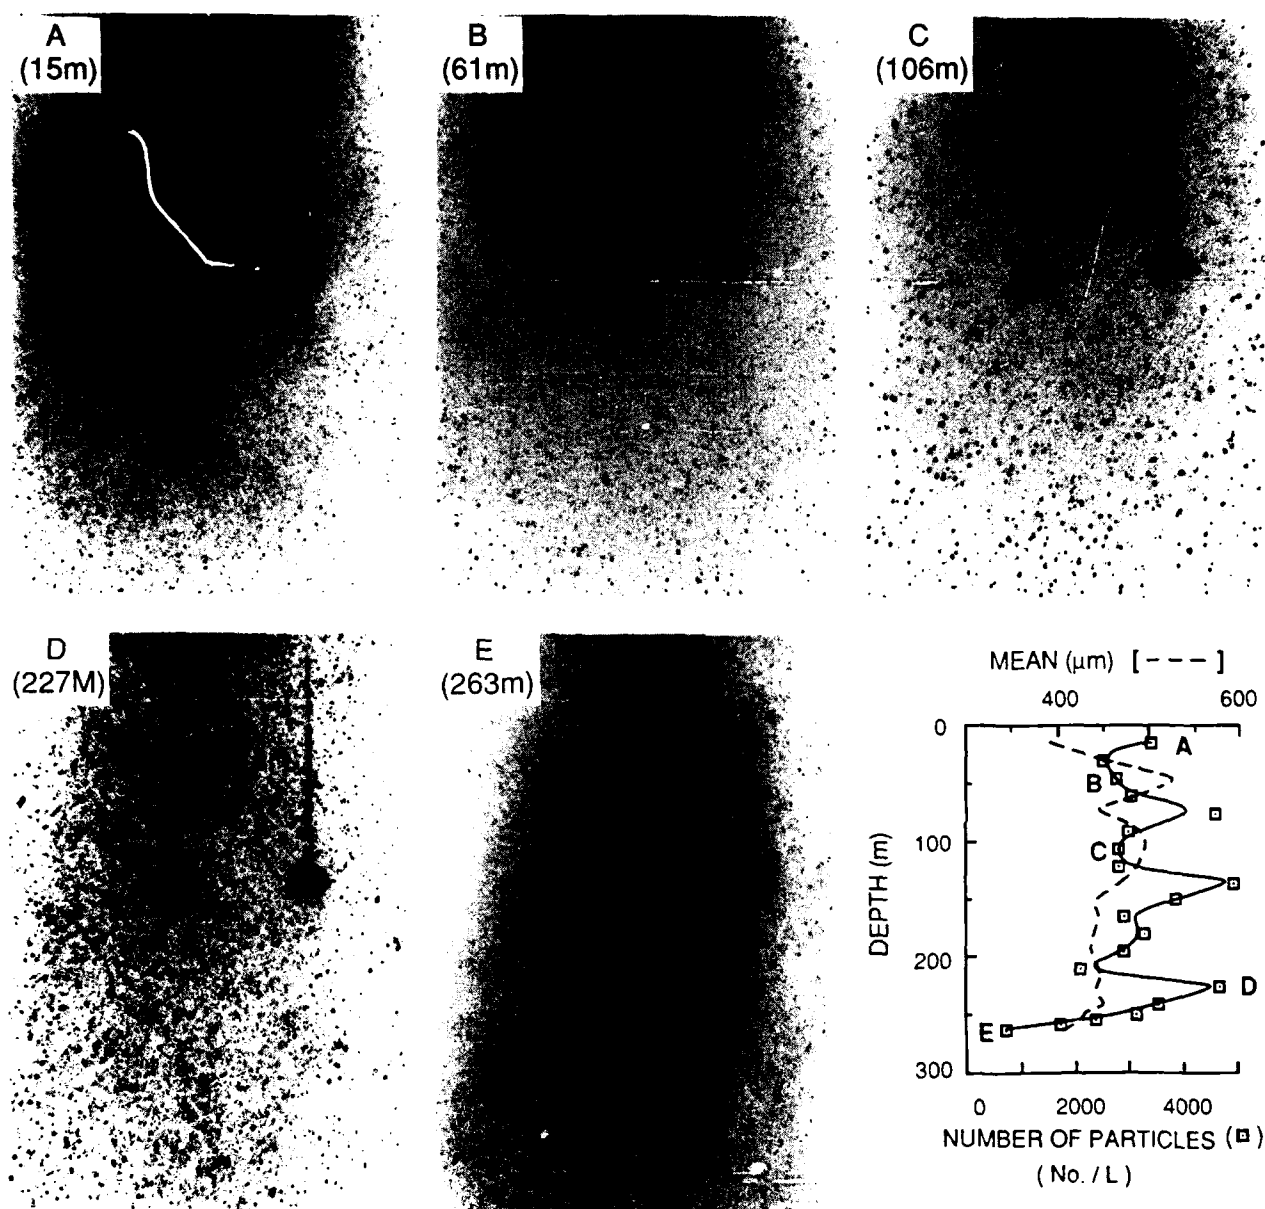 A
(15m)
B
(61m)
C
(106m)
D
(227M)
E
(263m)
MEAN (µm) [- - - -]
400 600
0
100
200
300
DEPTH (m)
A
B
C
D
E
0 2000 4000
NUMBER OF PARTICLES (⊡)
( No. / L )